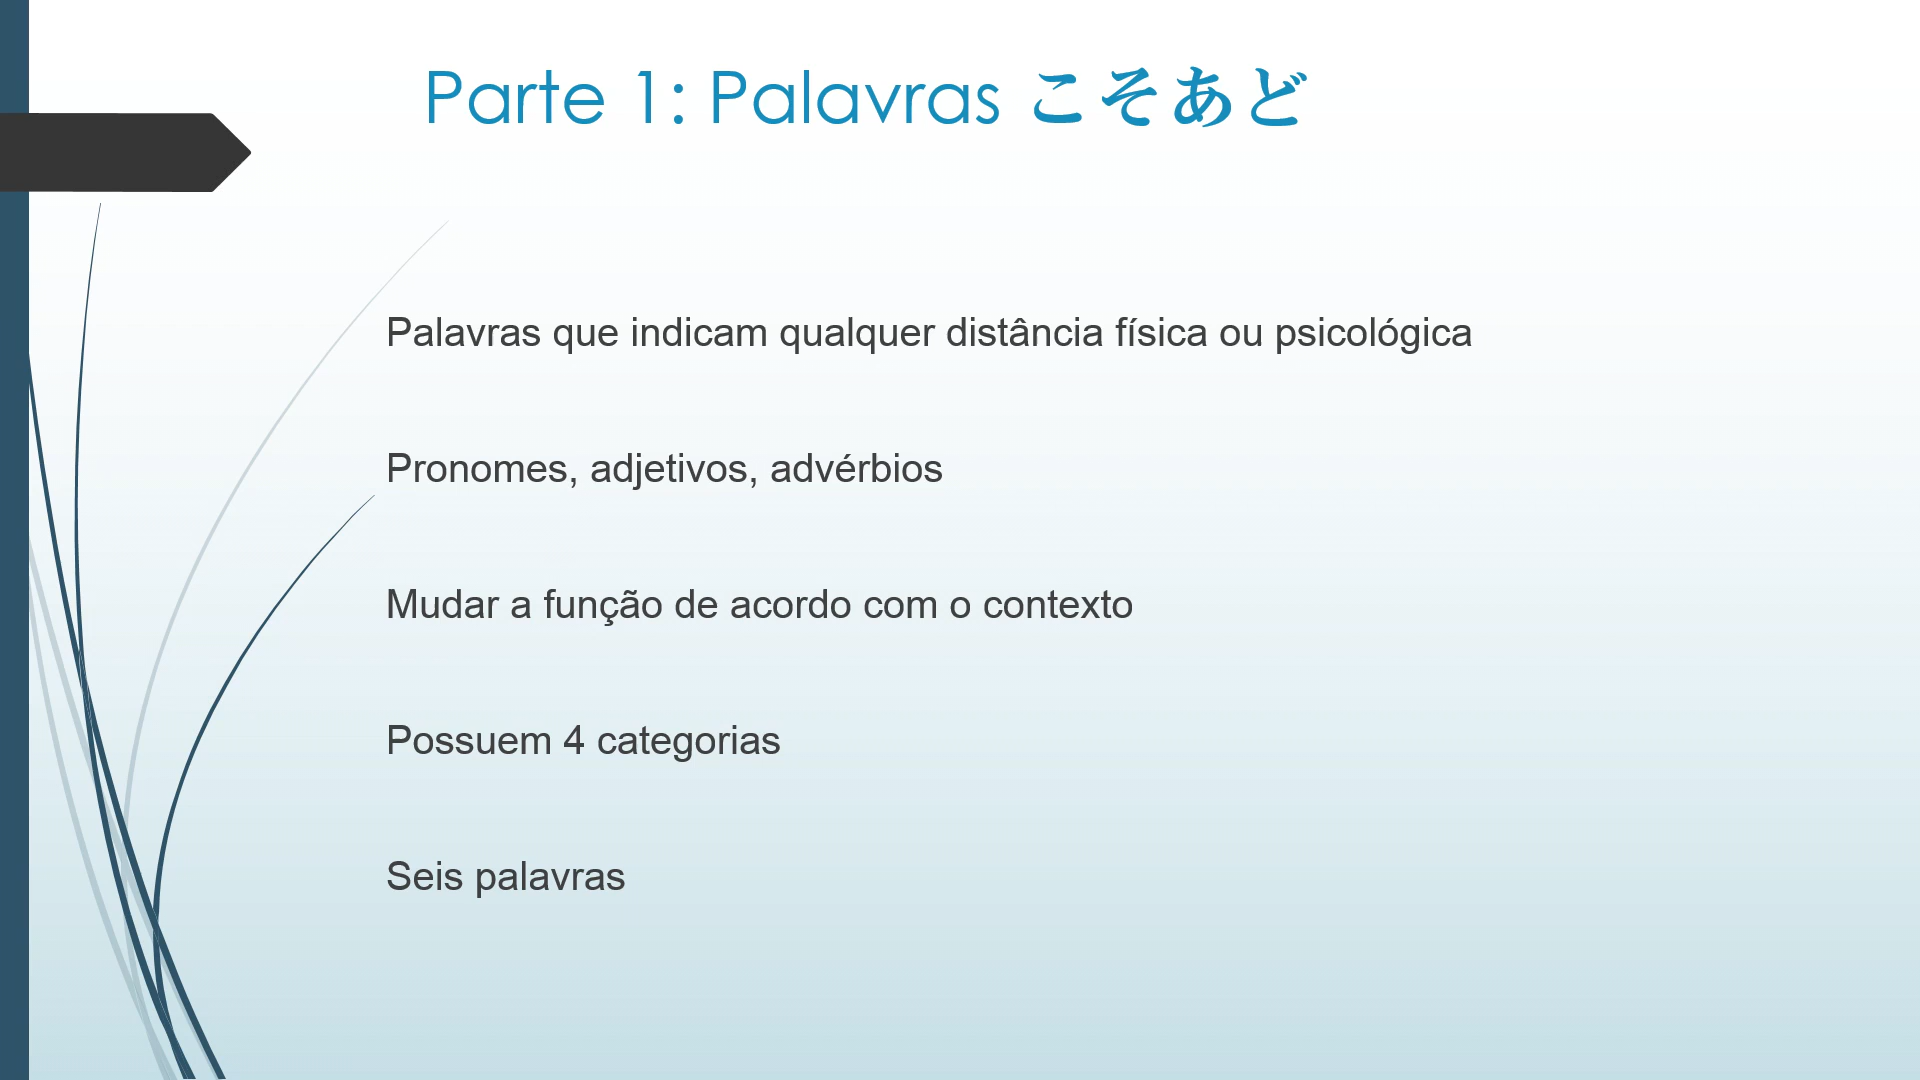 Parte 1: Palavras こそあど
Palavras que indicam qualquer distância física ou psicológica
Pronomes, adjetivos, advérbios
Mudar a função de acordo com o contexto
Possuem 4 categorias
Seis palavras